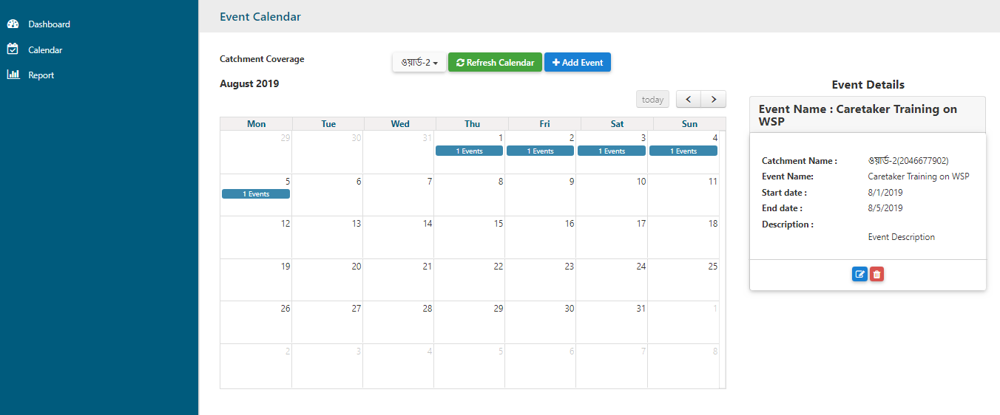 Dashboard
Calendar
Report
Event Calendar
Catchment Coverage
ওয়ার্ড-2
Refresh Calendar
Add Event
August 2019
today
Mon Tue Wed Thu Fri Sat Sun
29 30 31 1 2 3 4
1 Events 1 Events 1 Events 1 Events
5 6 7 8 9 10 11
1 Events
12 13 14 15 16 17 18
19 20 21 22 23 24 25
26 27 28 29 30 31 1
2 3 4 5 6 7 8
Event Details
Event Name : Caretaker Training on
WSP
Catchment Name : ওয়ার্ড-2(2046677902)
Event Name: Caretaker Training on WSP
Start date : 8/1/2019
End date : 8/5/2019
Description :
Event Description